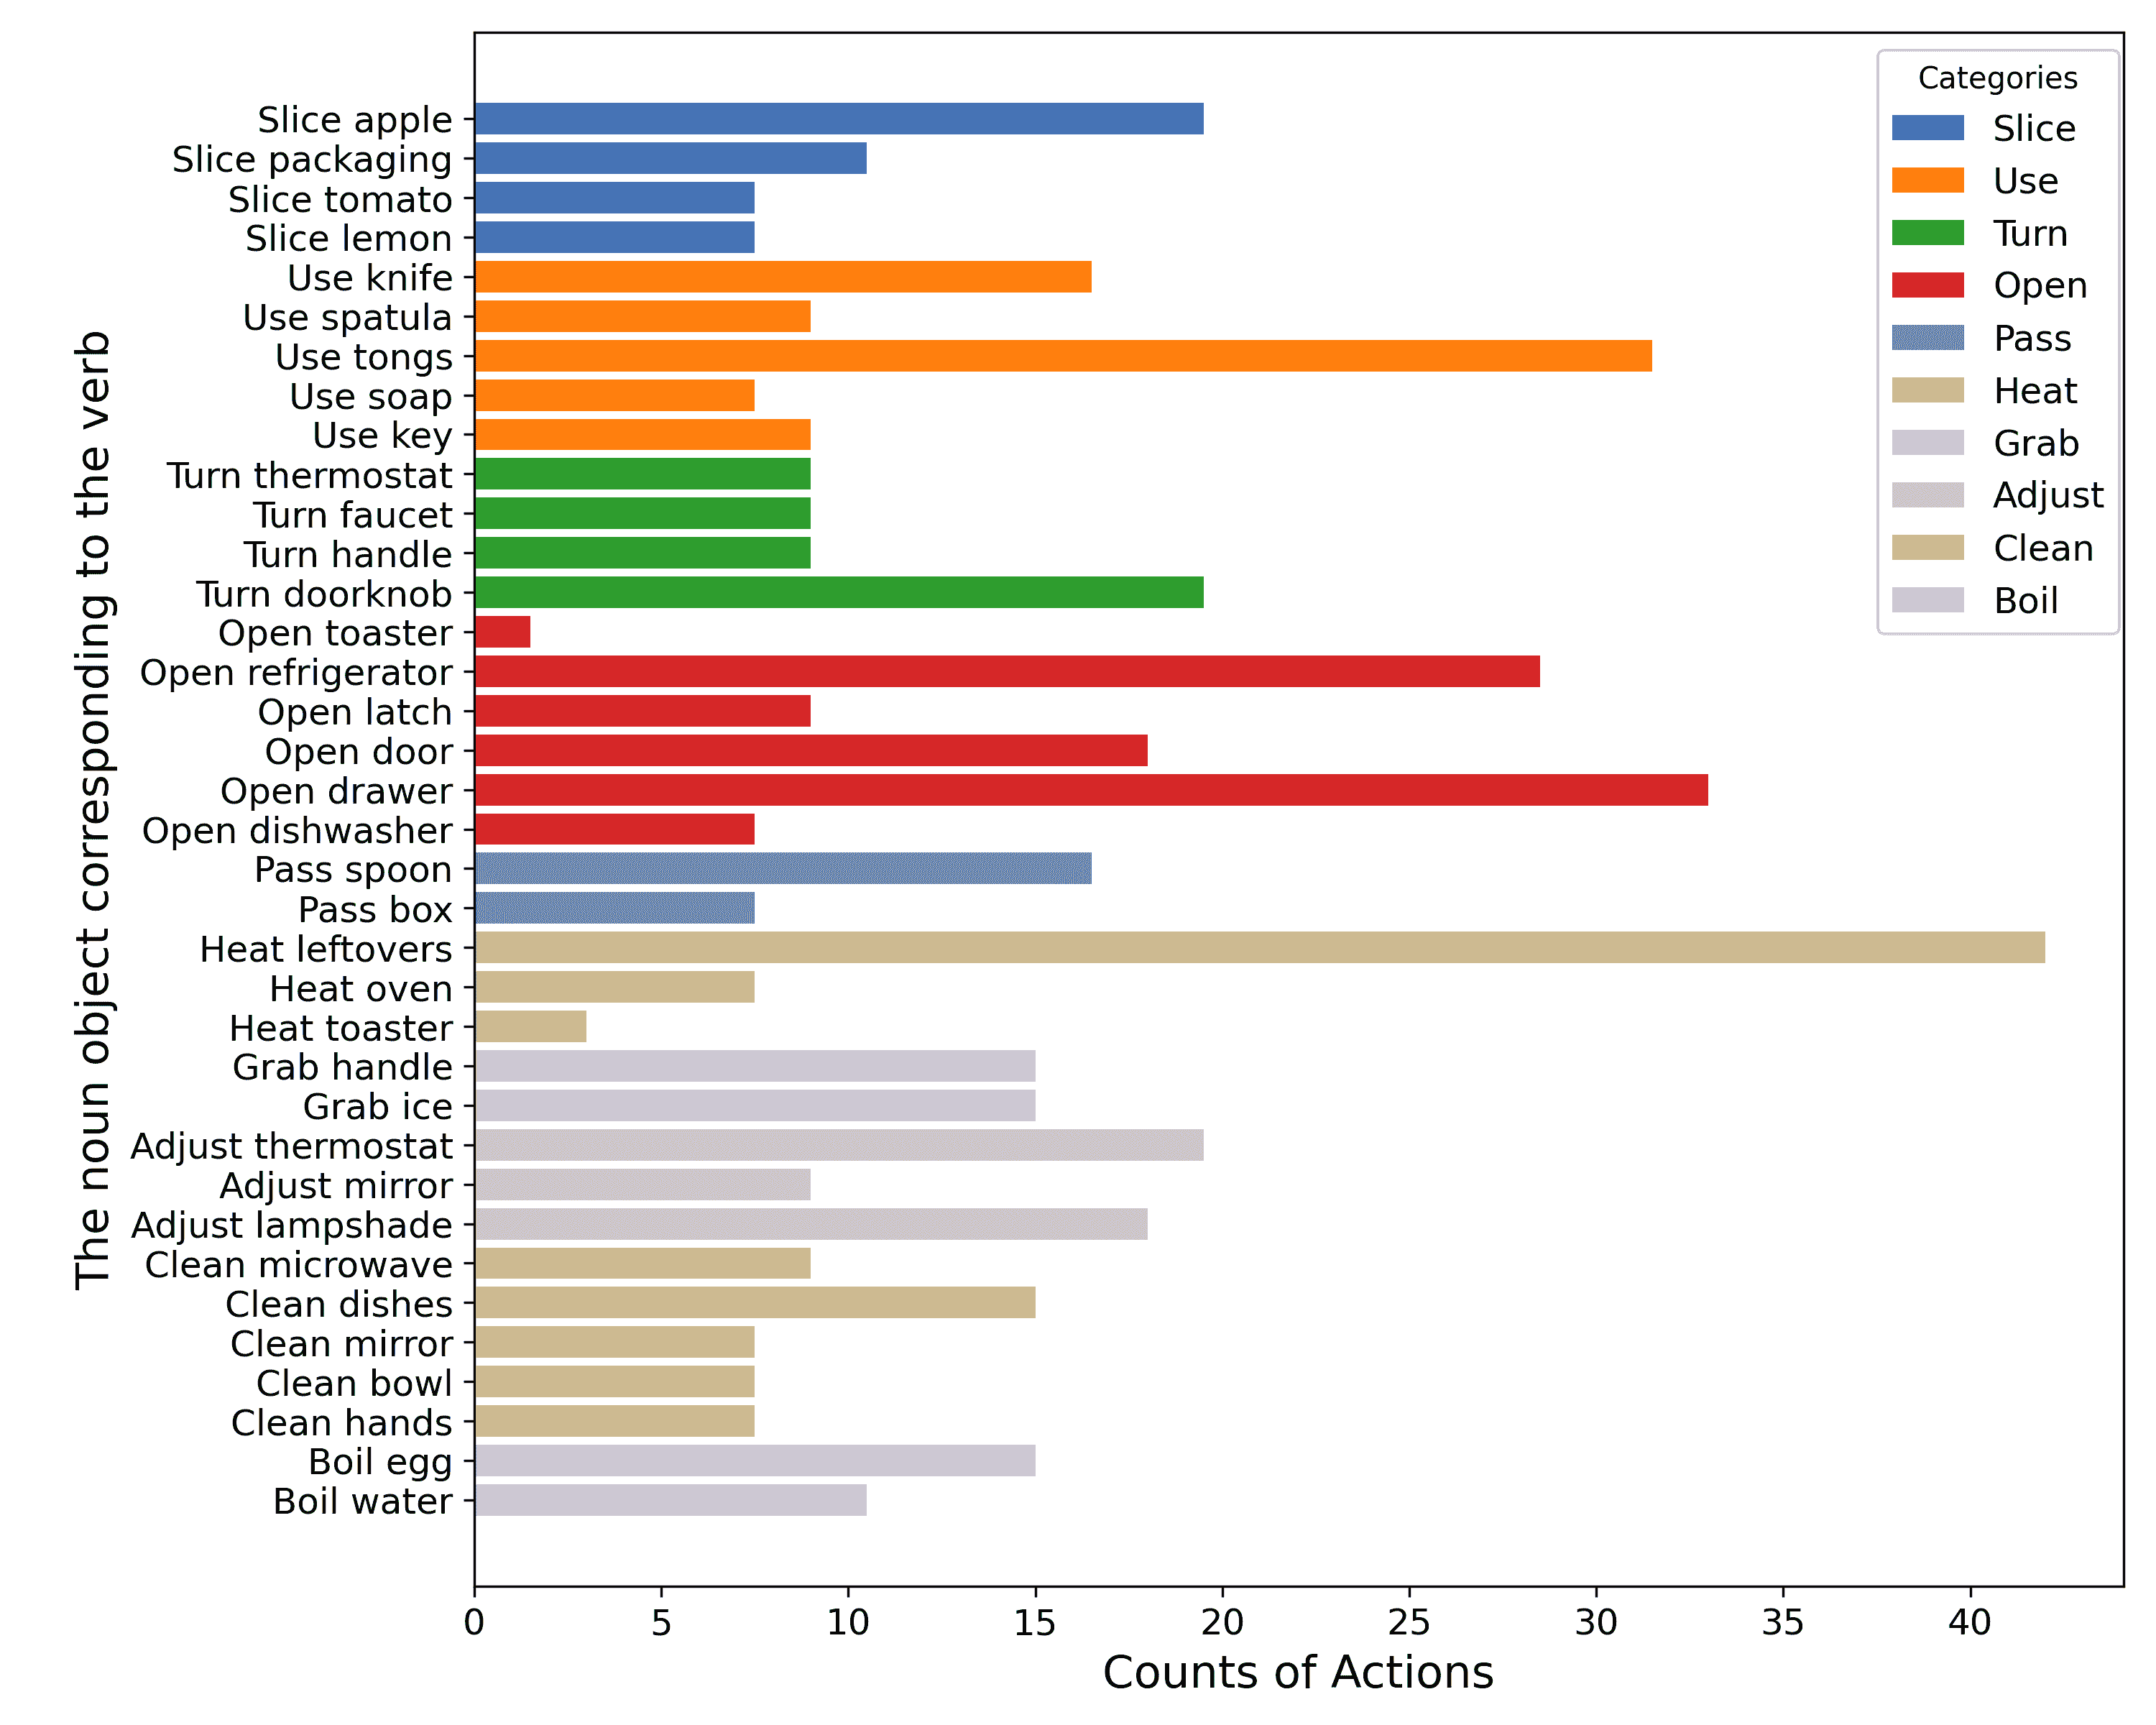 Categories
Slice
Use
Turn
Open
Pass
Heat
Grab
Adjust
Clean
Boil
The noun object corresponding to the verb
Slice apple
Slice packaging
Slice tomato
Slice lemon
Use knife
Use spatula
Use tongs
Use soap
Use key
Turn thermostat
Turn faucet
Turn handle
Turn doorknob
Open toaster
Open refrigerator
Open latch
Open door
Open drawer
Open dishwasher
Pass spoon
Pass box
Heat leftovers
Heat oven
Heat toaster
Grab handle
Grab ice
Adjust thermostat
Adjust mirror
Adjust lampshade
Clean microwave
Clean dishes
Clean mirror
Clean bowl
Clean hands
Boil egg
Boil water
0 5 10 15 20 25 30 35 40
Counts of Actions